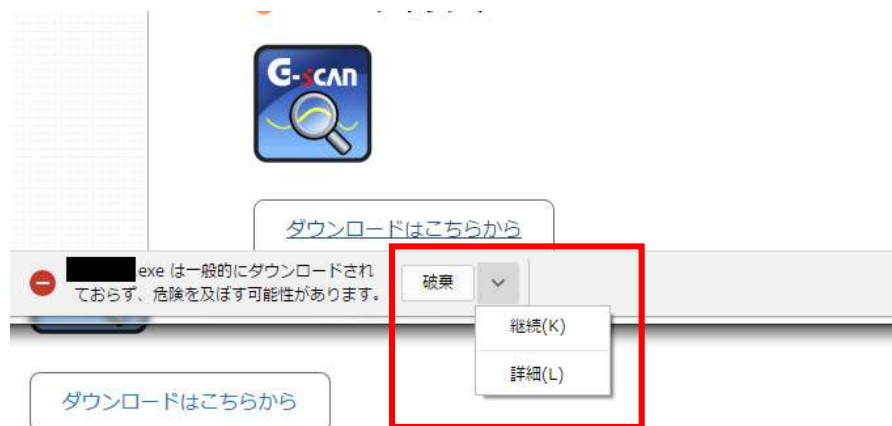 G-scan
ダウンロードはこちらから
.exe は一般的にダウンロードされ
ておらず、危険を及ぼす可能性があります。
破棄
継続(K)
詳細(L)
ダウンロードはこちらから